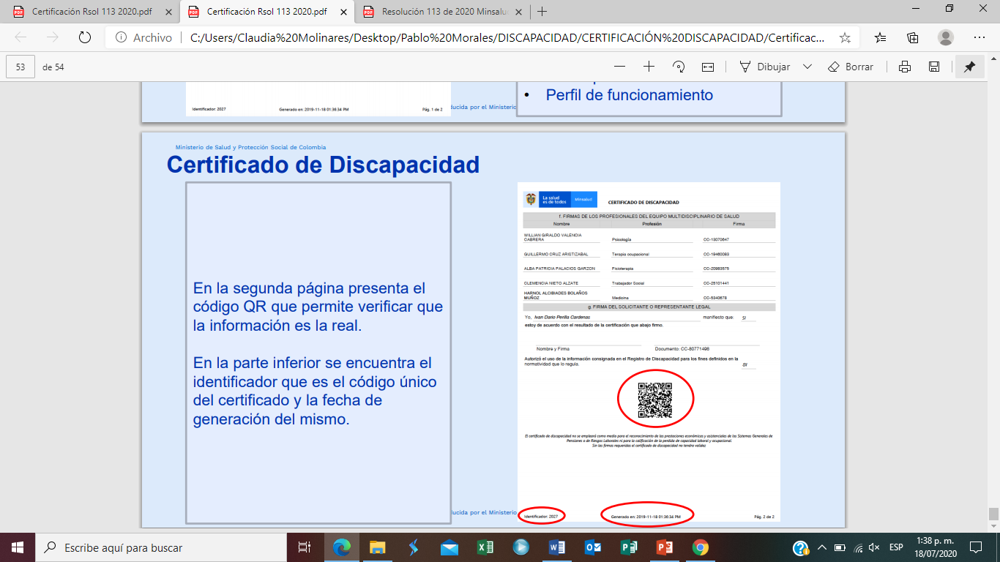 Certificación Rsol 113 2020.pdf
Certificación Rsol 113 2020.pdf
Resolución 113 de 2020 Minsalu
Archivo
C:/Users/Claudia%20Molinares/Desktop/Pablo%20Morales/DISCAPACIDAD/CERTIFICACIÓN%20DISCAPACIDAD/Certificac...
53 de 54
Dibujar
Borrar
• Perfil de funcionamiento
Identificador: 2027 Generado en: 2019-11-18 01:36:34 PM Pág. 1 de 2
ducida por el Ministerio
Ministerio de Salud y Protección Social de Colombia
Certificado de Discapacidad
En la segunda página presenta el
código QR que permite verificar que
la información es la real.
En la parte inferior se encuentra el
identificador que es el código único
del certificado y la fecha de
generación del mismo.
ducida por el Ministerio
La salud
es de todos
Minsalud
CERTIFICADO DE DISCAPACIDAD
f. FIRMAS DE LOS PROFESIONALES DEL EQUIPO MULTIDISCIPLINARIO DE SALUD
Nombre Profesión Firma
WILLIAN GIRALDO VALENCIA
CABRERA Psicología CC-13070647
GUILLERMO CRUZ ARISTIZABAL Terapia ocupacional CC-19460083
ALBA PATRICIA PALACIOS GARZON Fisioterapia CC-20983575
CLEMENCIA NIETO ALZATE Trabajador Social CC-25101441
HARNOL ALCIBIADES BOLAÑOS
MUÑOZ Medicina CC-5340678
g. FIRMA DEL SOLICITANTE O REPRESENTANTE LEGAL
Yo, Ivan Dario Perilla Cardenas manifiesto que: SI
estoy de acuerdo con el resultado de la certificación que abajo firmo.
Nombre y Firma Documento: CC-80771498
Autorizó el uso de la información consignada en el Registro de Discapacidad para los fines definidos en la
normatividad que lo regula. SI
El certificado de discapacidad no se empleará como medio para el reconocimiento de las prestaciones económicas y asistenciales de los Sistemas Generales de
Pensiones o de Riesgos Laborales ni para la calificación de la perdida de capacidad laboral y ocupacional.
Sin las firmas requeridas el certificado de discapacidad no tendra validez
Identificador: 2027 Generado en: 2019-11-18 01:36:34 PM Pág. 2 de 2
Escribe aquí para buscar
ESP
1:38 p. m.
18/07/2020